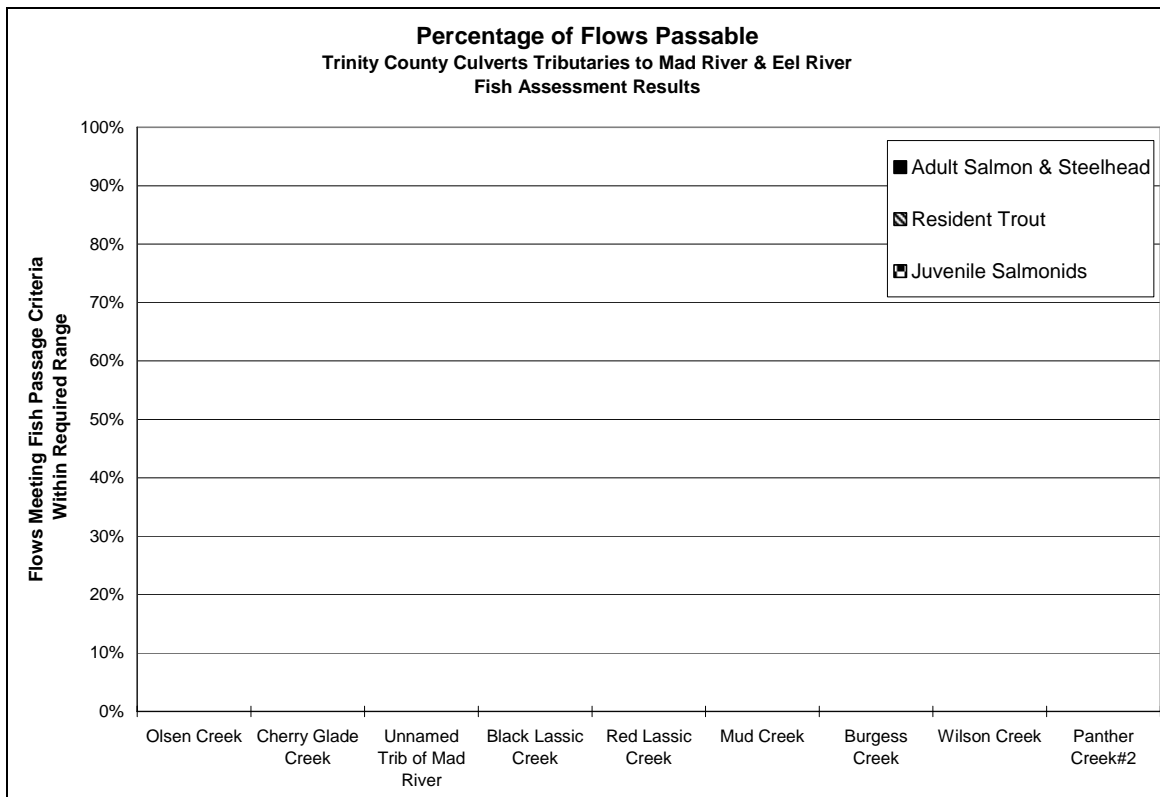 Percentage of Flows Passable
Trinity County Culverts Tributaries to Mad River & Eel River
Fish Assessment Results
Flows Meeting Fish Passage Criteria
Within Required Range
100%
90%
80%
70%
60%
50%
40%
30%
20%
10%
0%
Adult Salmon & Steelhead
Resident Trout
Juvenile Salmonids
Olsen Creek
Cherry Glade
Creek
Unnamed
Trib of Mad
River
Black Lassic
Creek
Red Lassic
Creek
Mud Creek
Burgess
Creek
Wilson Creek
Panther
Creek#2